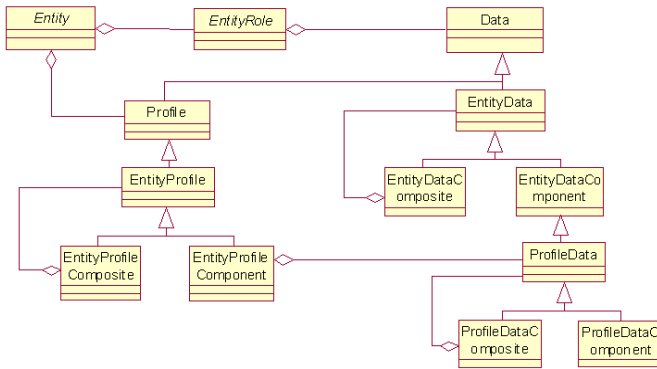 Entity
EntityRole
Data
EntityData
Profile
EntityProfile
EntityDataC
omposite
EntityDataCo
mponent
EntityProfile
Composite
EntityProfile
Component
ProfileData
ProfileDataC
omposite
ProfileDataC
omponent